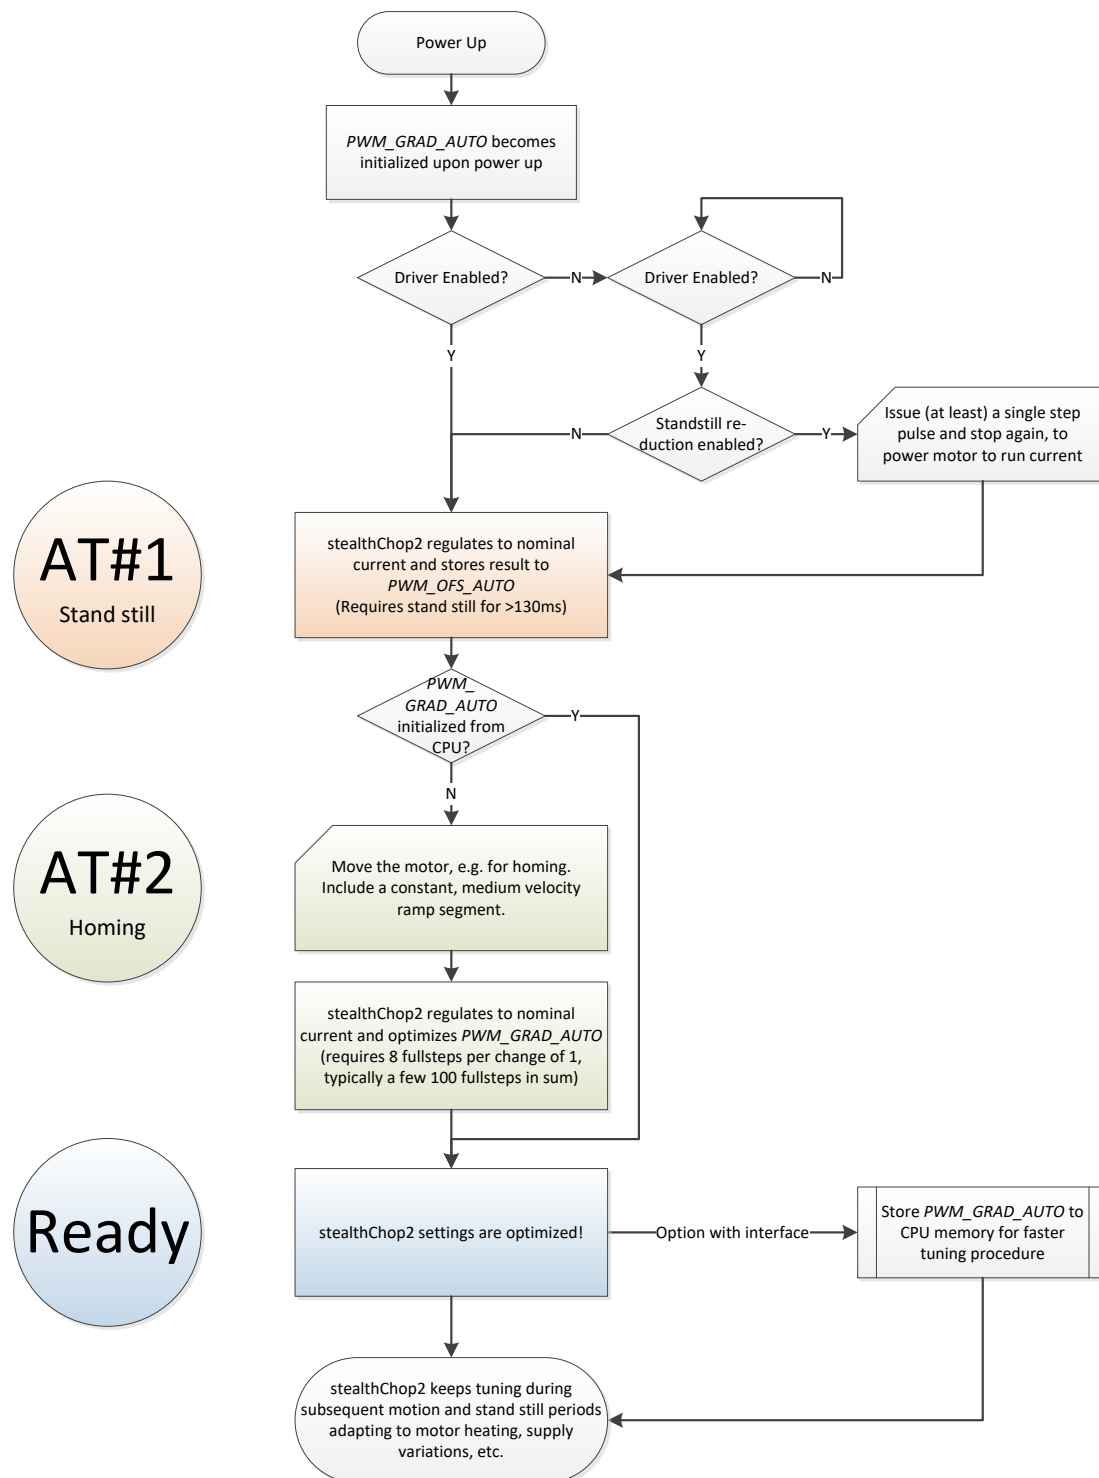 Power Up
PWM_GRAD_AUTO becomes
initialized upon power up
Driver Enabled?
N
Driver Enabled?
N
Y
Y
Standstill re-
duction enabled?
N
Y
Issue (at least) a single step
pulse and stop again, to
power motor to run current
AT#1
Stand still
stealthChop2 regulates to nominal
current and stores result to
PWM_OFS_AUTO
(Requires stand still for >130ms)
PWM_
GRAD_AUTO
initialized from
CPU?
Y
N
AT#2
Homing
Move the motor, e.g. for homing.
Include a constant, medium velocity
ramp segment.
stealthChop2 regulates to nominal
current and optimizes PWM_GRAD_AUTO
(requires 8 fullsteps per change of 1,
typically a few 100 fullsteps in sum)
Ready
stealthChop2 settings are optimized!
Option with interface
Store PWM_GRAD_AUTO to
CPU memory for faster
tuning procedure
stealthChop2 keeps tuning during
subsequent motion and stand still periods
adapting to motor heating, supply
variations, etc.